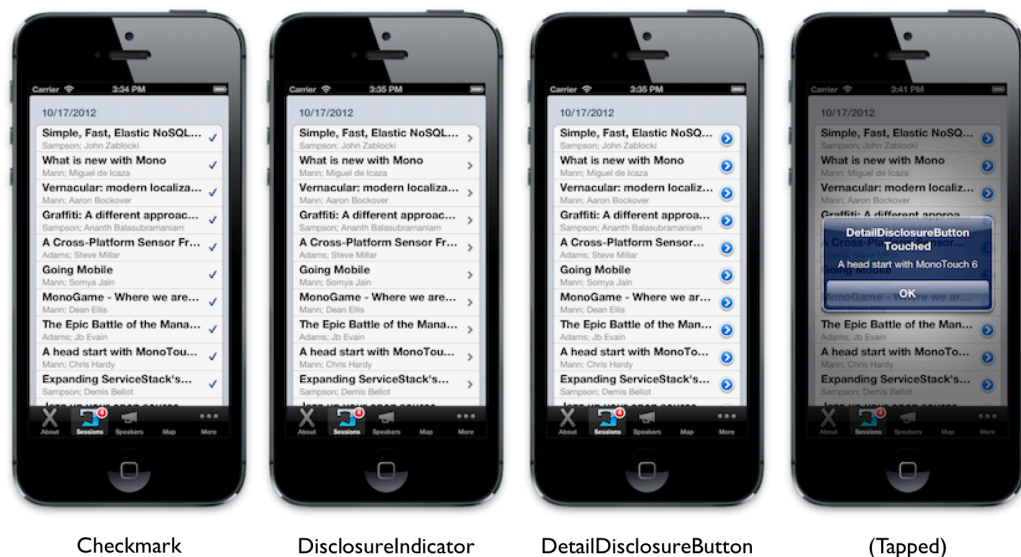 Carrier 3:34 PM
10/17/2012
Simple, Fast, Elastic NoSQL...
Sampson; John Zablocki
What is new with Mono
Mann; Miguel de Icaza
Vernacular: modern localiza...
Mann; Aaron Bockover
Graffiti: A different approac...
Sampson; Ananth Balasubramaniam
A Cross-Platform Sensor Fr...
Adams; Steve Millar
Going Mobile
Mann; Somya Jain
MonoGame - Where we are...
Mann; Dean Ellis
The Epic Battle of the Mana...
Adams; Jb Evain
A head start with MonoTou...
Mann; Chris Hardy
Expanding ServiceStack's...
Sampson; Demis Bellot
4
About Sessions Speakers Map More
Checkmark
Carrier 3:35 PM
10/17/2012
Simple, Fast, Elastic NoSQL...
Sampson; John Zablocki
What is new with Mono
Mann; Miguel de Icaza
Vernacular: modern localiza...
Mann; Aaron Bockover
Graffiti: A different approac...
Sampson; Ananth Balasubramaniam
A Cross-Platform Sensor Fr...
Adams; Steve Millar
Going Mobile
Mann; Somya Jain
MonoGame - Where we are...
Mann; Dean Ellis
The Epic Battle of the Mana...
Adams; Jb Evain
A head start with MonoTou...
Mann; Chris Hardy
Expanding ServiceStack's...
Sampson; Demis Bellot
4
About Sessions Speakers Map More
DisclosureIndicator
Carrier 3:35 PM
10/17/2012
Simple, Fast, Elastic NoSQ...
Sampson; John Zablocki
What is new with Mono
Mann; Miguel de Icaza
Vernacular: modern localiz...
Mann; Aaron Bockover
Graffiti: A different approa...
Sampson; Ananth Balasubramaniam
A Cross-Platform Sensor...
Adams; Steve Millar
Going Mobile
Mann; Somya Jain
MonoGame - Where we ar...
Mann; Dean Ellis
The Epic Battle of the Man...
Adams; Jb Evain
A head start with MonoTo...
Mann; Chris Hardy
Expanding ServiceStack's...
Sampson; Demis Bellot
4
About Sessions Speakers Map More
DetailDisclosureButton
Carrier 3:41 PM
10/17/2012
Simple, Fast, Elastic NoSQ...
Sampson; John Zablocki
What is new with Mono
Mann; Miguel de Icaza
Vernacular: modern localiz...
Mann; Aaron Bockover
Graffiti: A different approa...
DetailDisclosureButton
Touched
A head start with MonoTouch 6
OK
The Epic Battle of the Man...
Adams; Jb Evain
A head start with MonoTo...
Mann; Chris Hardy
Expanding ServiceStack's...
Sampson; Demis Bellot
4
About Sessions Speakers Map More
(Tapped)